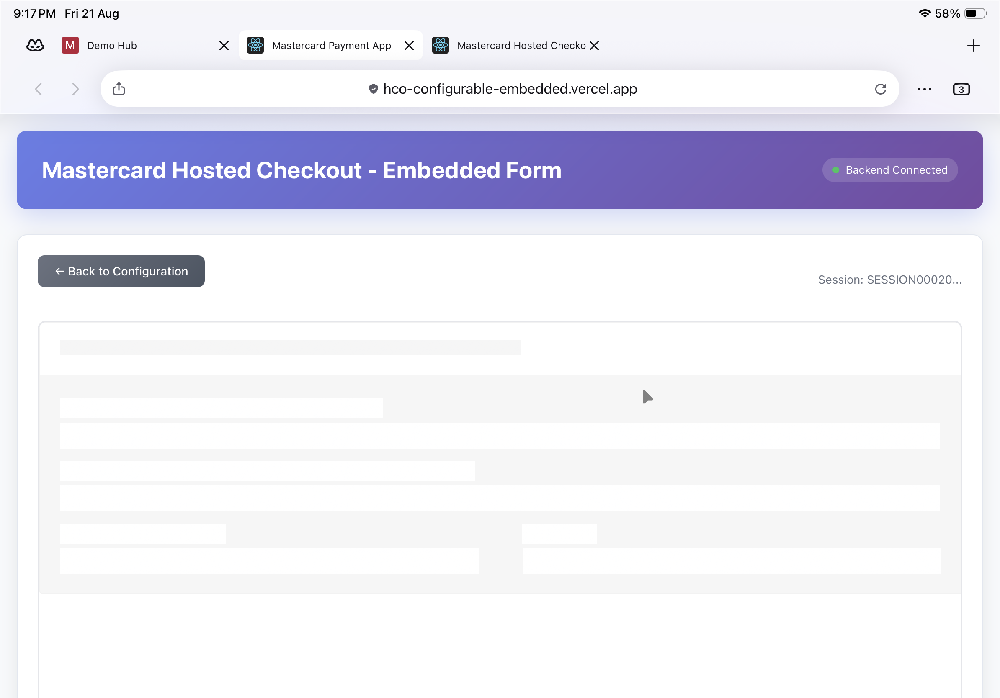 9:17 PM Fri 21 Aug
58%
M Demo Hub
Mastercard Payment App
Mastercard Hosted Checko
hco-configurable-embedded.vercel.app
3
Mastercard Hosted Checkout - Embedded Form
Backend Connected
← Back to Configuration
Session: SESSION00020...